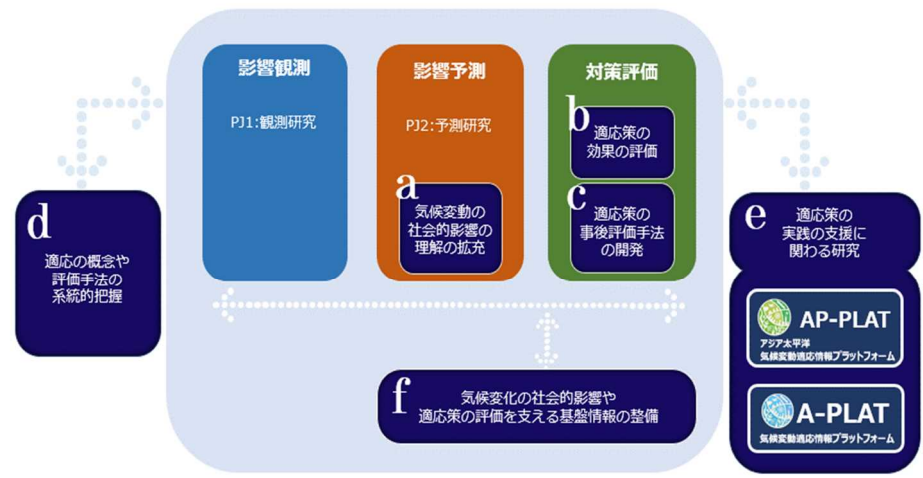 影響観測
PJ1:観測研究
影響予測
PJ2:予測研究
a
気候変動の
社会的影響の
理解の拡充
対策評価
b
適応策の
効果の評価
c
適応策の
事後評価手法
の開発
d
適応の概念や
評価手法の
系統的把握
e
適応策の
実践の支援に
関わる研究
AP-PLAT
アジア太平洋
気候変動適応情報プラットフォーム
A-PLAT
気候変動適応情報プラットフォーム
f
気候変化の社会的影響や
適応策の評価を支える基盤情報の整備